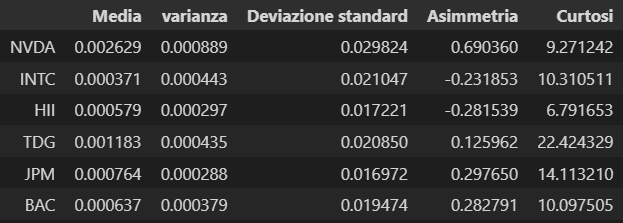 Media varianza Deviazione standard Asimmetria Curtosi
NVDA 0.002629 0.000889 0.029824 0.690360 9.271242
INTC 0.000371 0.000443 0.021047 -0.231853 10.310511
HII 0.000579 0.000297 0.017221 -0.281539 6.791653
TDG 0.001183 0.000435 0.020850 0.125962 22.424329
JPM 0.000764 0.000288 0.016972 0.297650 14.113210
BAC 0.000637 0.000379 0.019474 0.282791 10.097505